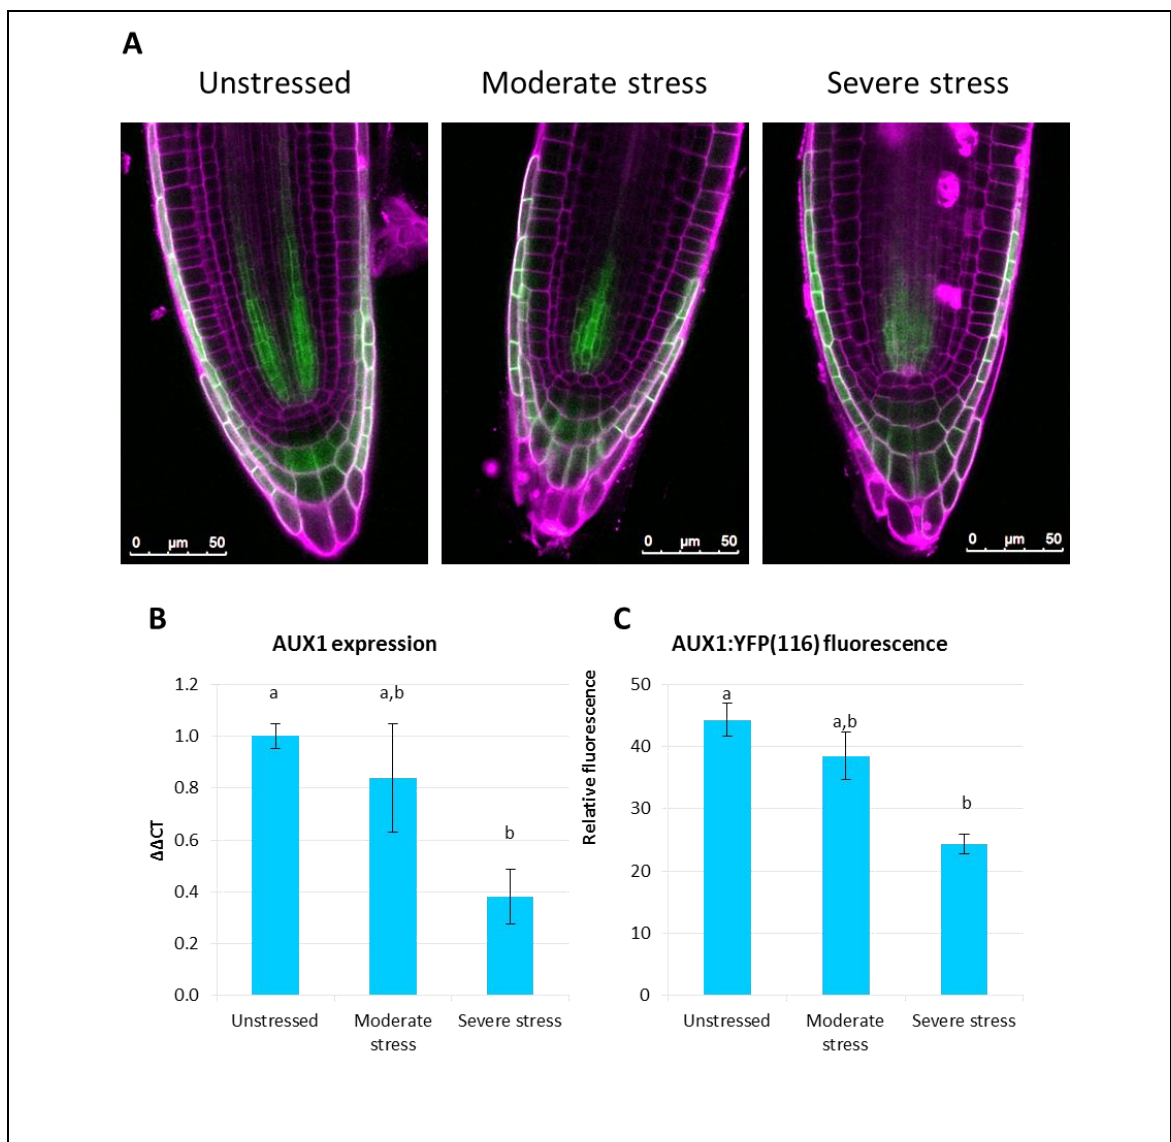 A
Unstressed Moderate stress Severe stress
0 µm 50
0 µm 50
0 µm 50
B
AUX1 expression
1.2
1.0
0.8
0.6
0.4
0.2
0.0
ΔΔCT
a
a,b
b
Unstressed
Moderate
stress
Severe stress
C
AUX1:YFP(116) fluorescence
50
40
30
20
10
0
Relative fluorescence
a
a,b
b
Unstressed
Moderate
stress
Severe stress